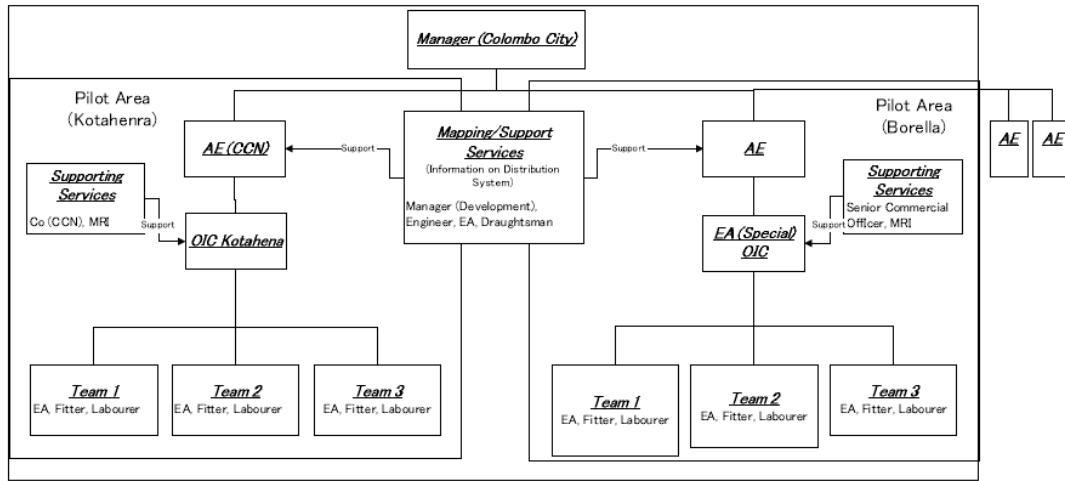 Manager (Colombo City)
Pilot Area
(Kotahenra)
AE (CCN)
Support
Mapping/Support
Services
(Information on Distribution
System)
Manager (Development),
Engineer, EA, Draughtsman
Support
AE
Pilot Area
(Borella)
AE
AE
Supporting
Services
Co (CCN), MRI
Support
OIC Kotahena
EA (Special)
OIC
Support
Supporting
Services
Senior Commercial
Officer, MRI
Team 1
EA, Fitter, Labourer
Team 2
EA, Fitter, Labourer
Team 3
EA, Fitter, Labourer
Team 1
EA, Fitter, Labourer
Team 2
EA, Fitter, Labourer
Team 3
EA, Fitter, Labourer